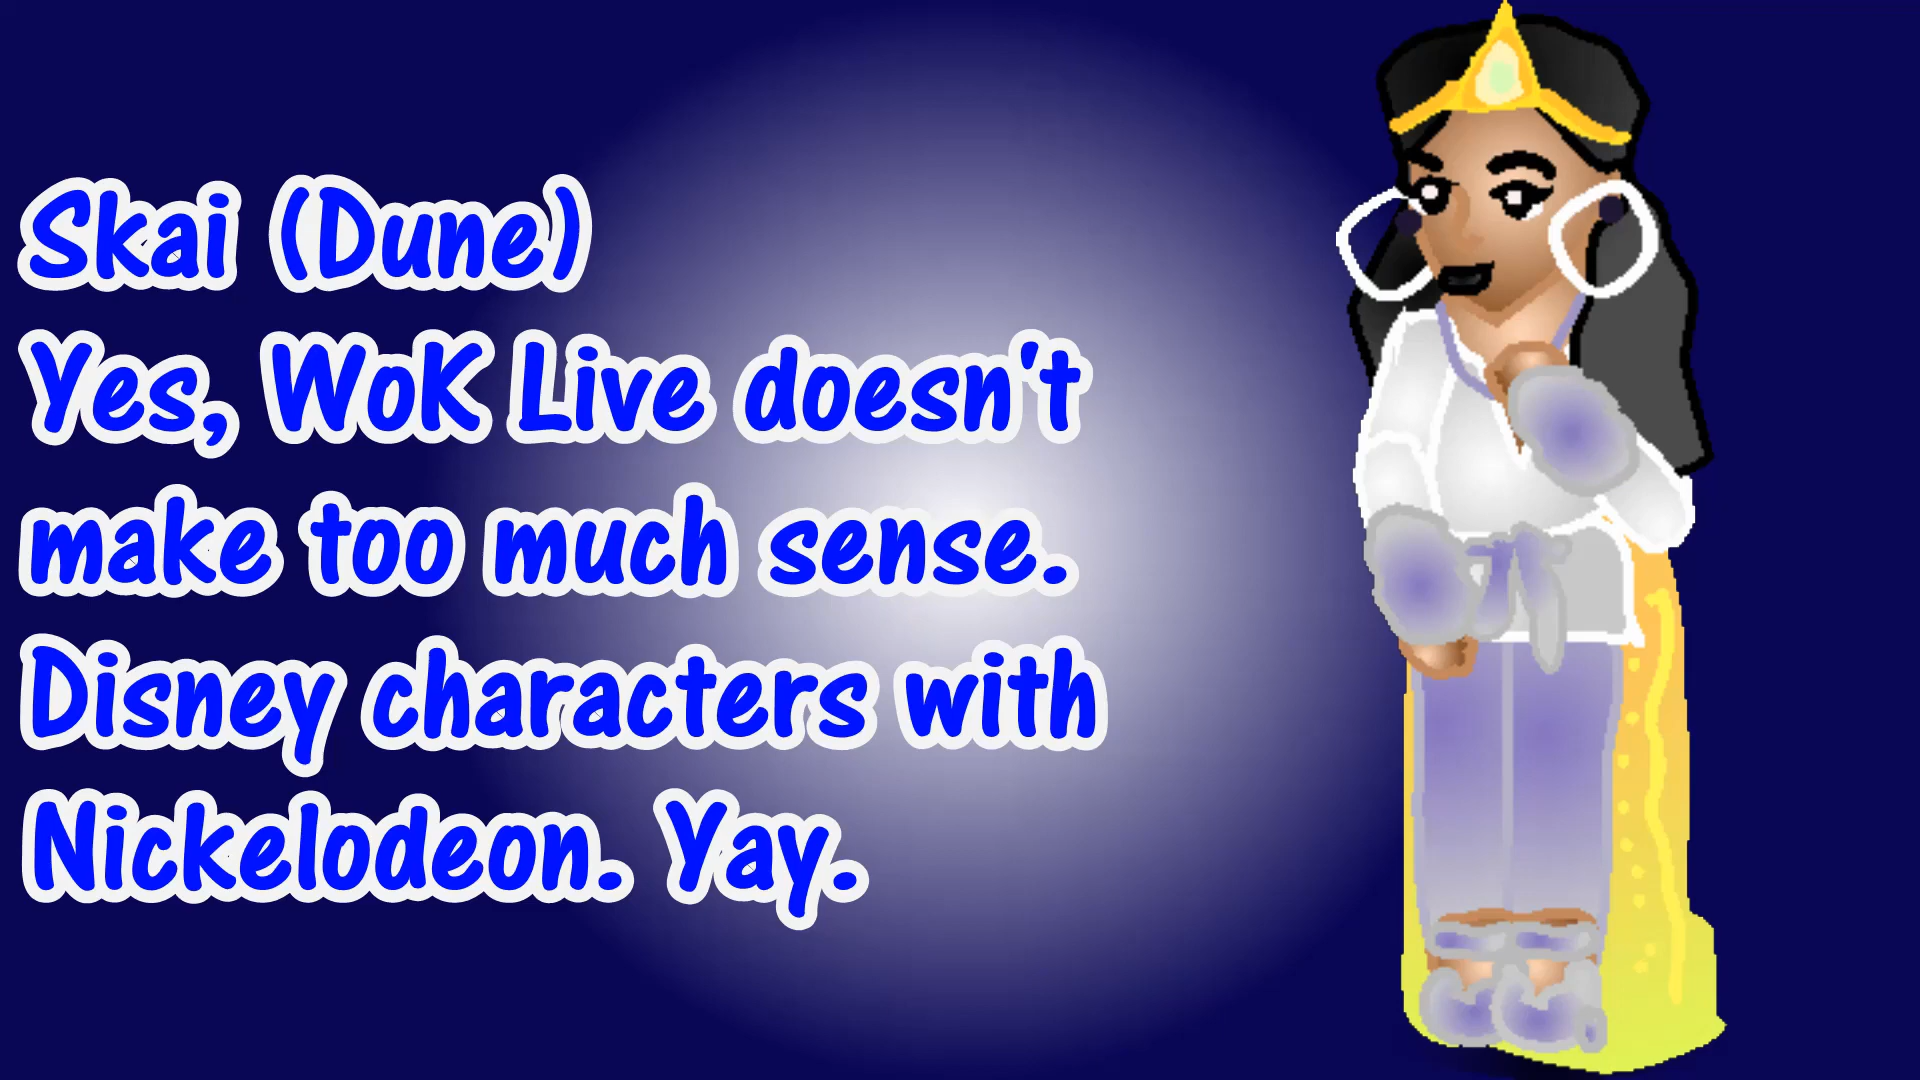 Skai (Dune)
Yes, WoK Live doesn't
make too much sense.
Disney characters with
Nickelodeon. Yay.